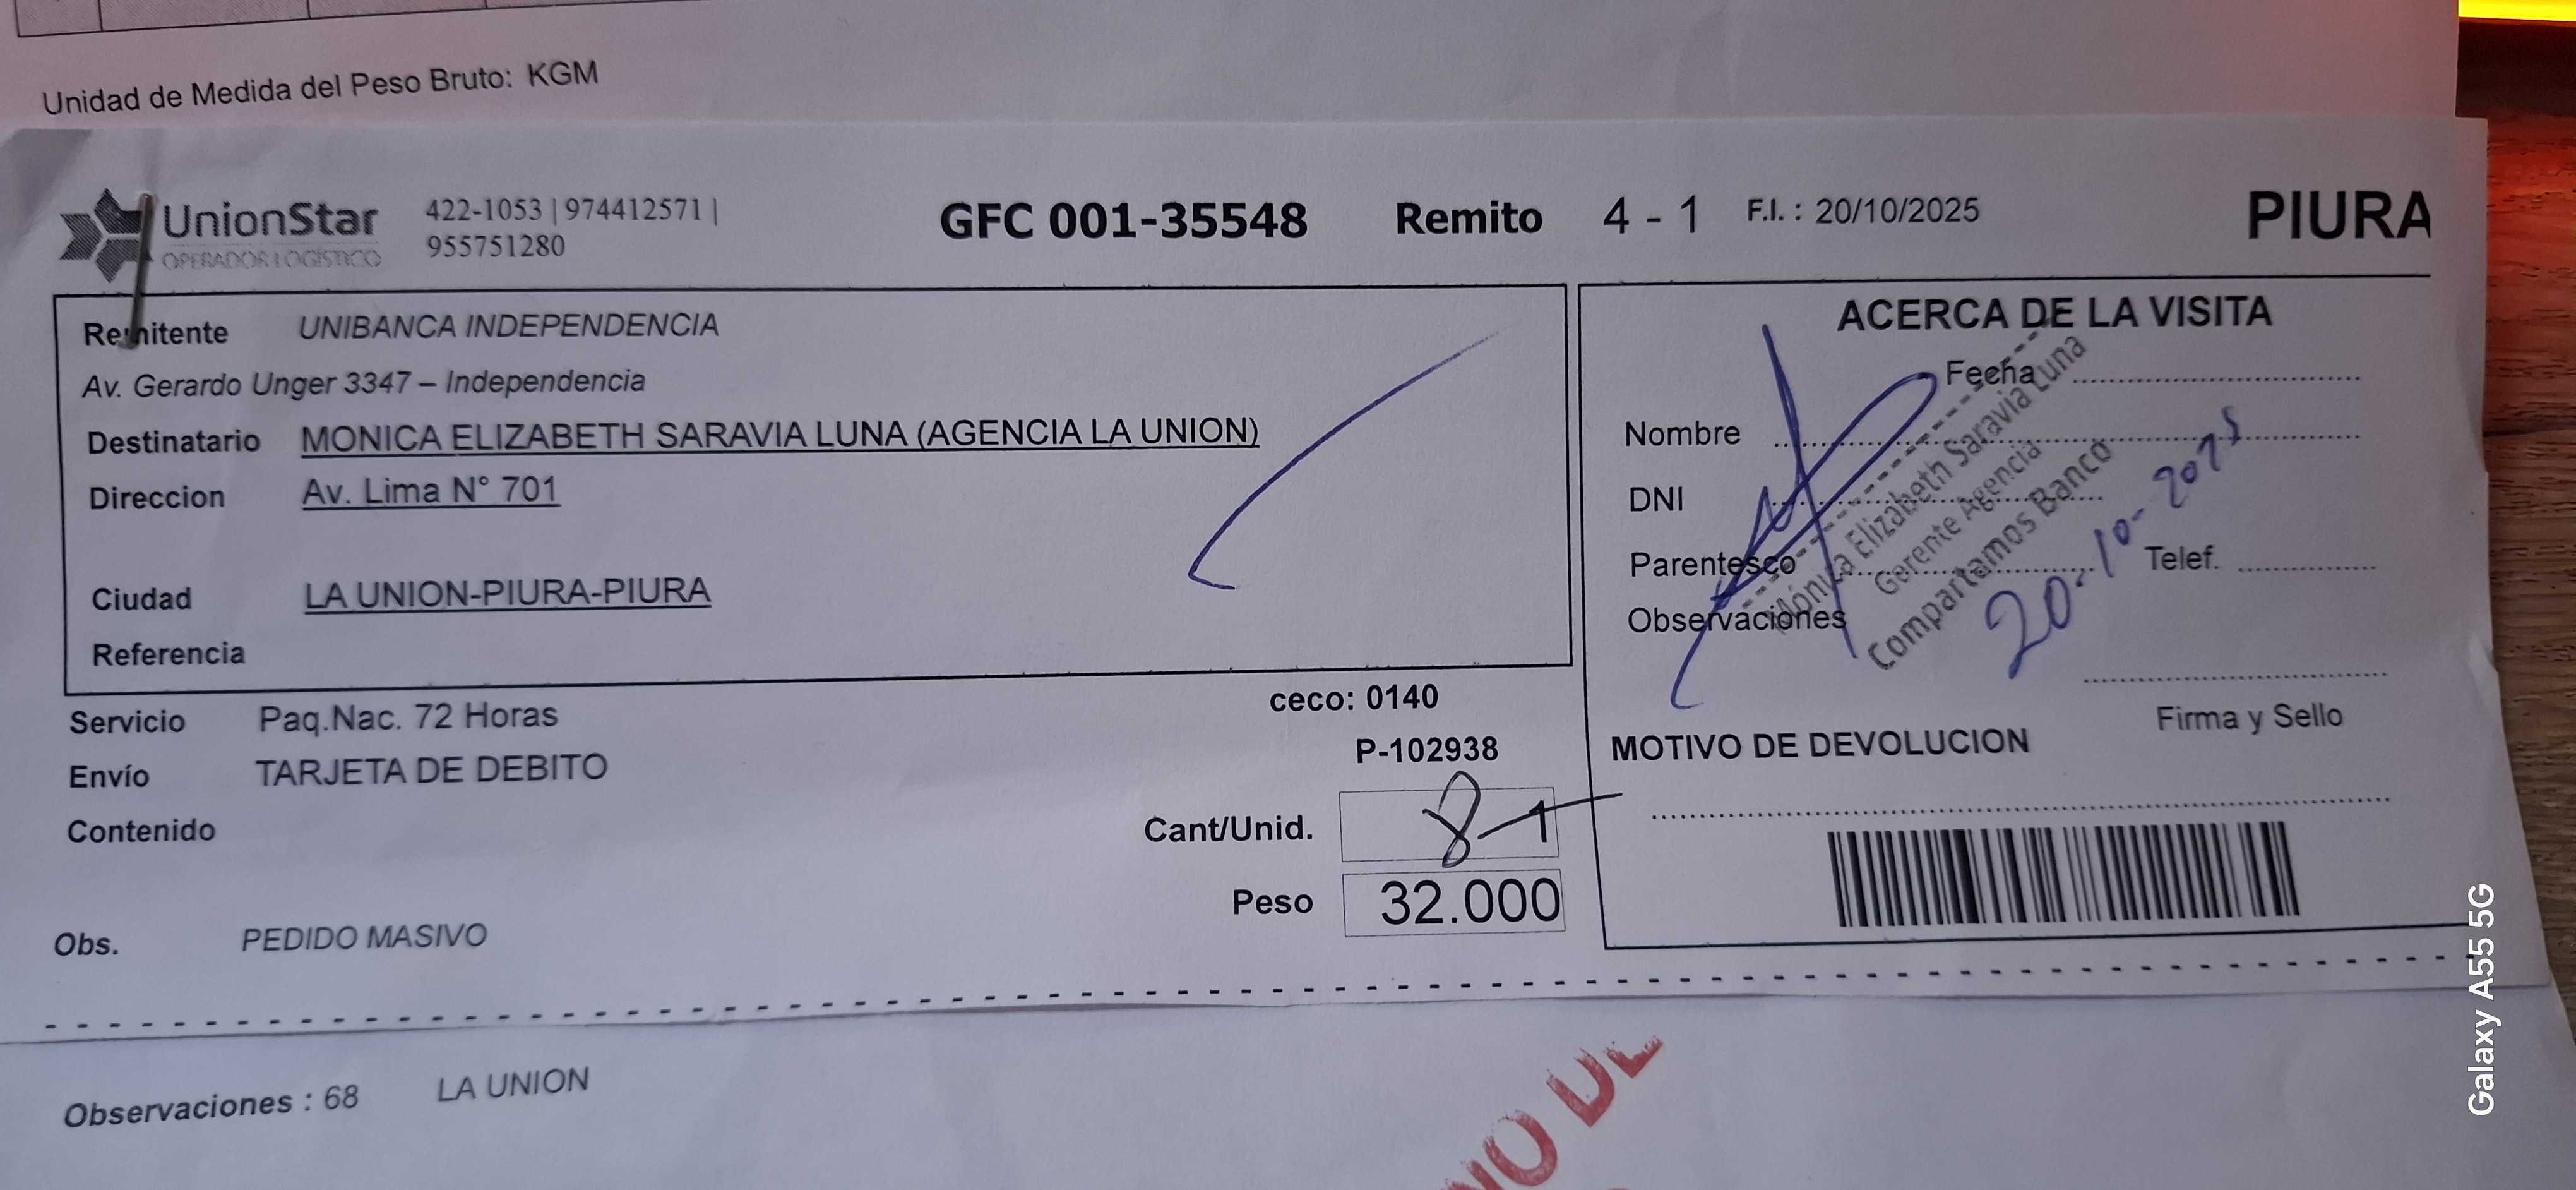 Unidad de Medida del Peso Bruto: KGM
UnionStar
OPERADOR LOGÍSTICO
422-1053 | 974412571 |
955751280
GFC 001-35548 Remito 4 - 1 F.I. : 20/10/2025 PIURA
Remitente UNIBANCA INDEPENDENCIA
Av. Gerardo Unger 3347 – Independencia
Destinatario MONICA ELIZABETH SARAVIA LUNA (AGENCIA LA UNION)
Direccion Av. Lima N° 701
Ciudad LA UNION-PIURA-PIURA
Referencia
Servicio Paq.Nac. 72 Horas
Envío TARJETA DE DEBITO
Contenido
ceco: 0140
P-102938
Cant/Unid. 8-1
Peso 32.000
Obs. PEDIDO MASIVO
ACERCA DE LA VISITA
Fecha
Nombre
DNI
Parentesco
Telef.
Observaciones
Mónica Elizabeth Saravia Luna
Gerente Agencia
Compartamos Banco
20-10-2025
Firma y Sello
MOTIVO DE DEVOLUCION
Observaciones : 68 LA UNION
Galaxy A55 5G